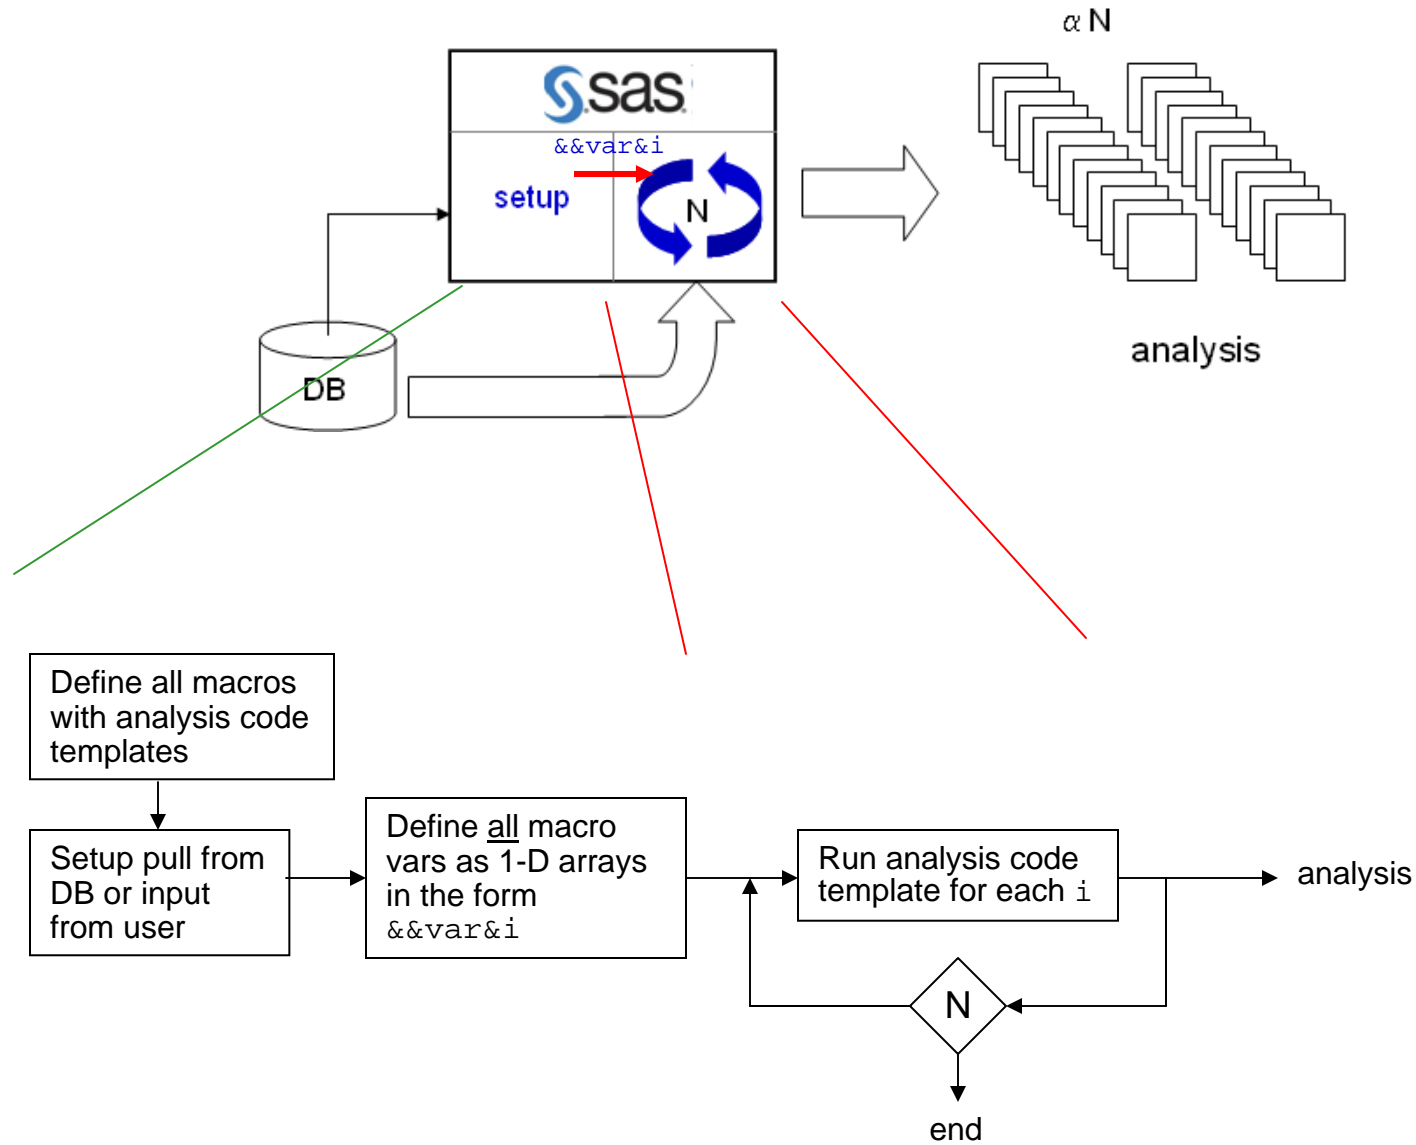 α N
sas
&&var&i
setup
N
DB
analysis
Define all macros
with analysis code
templates
Setup pull from
DB or input
from user
Define all macro
vars as 1-D arrays
in the form
&&var&i
Run analysis code
template for each i
analysis
N
end